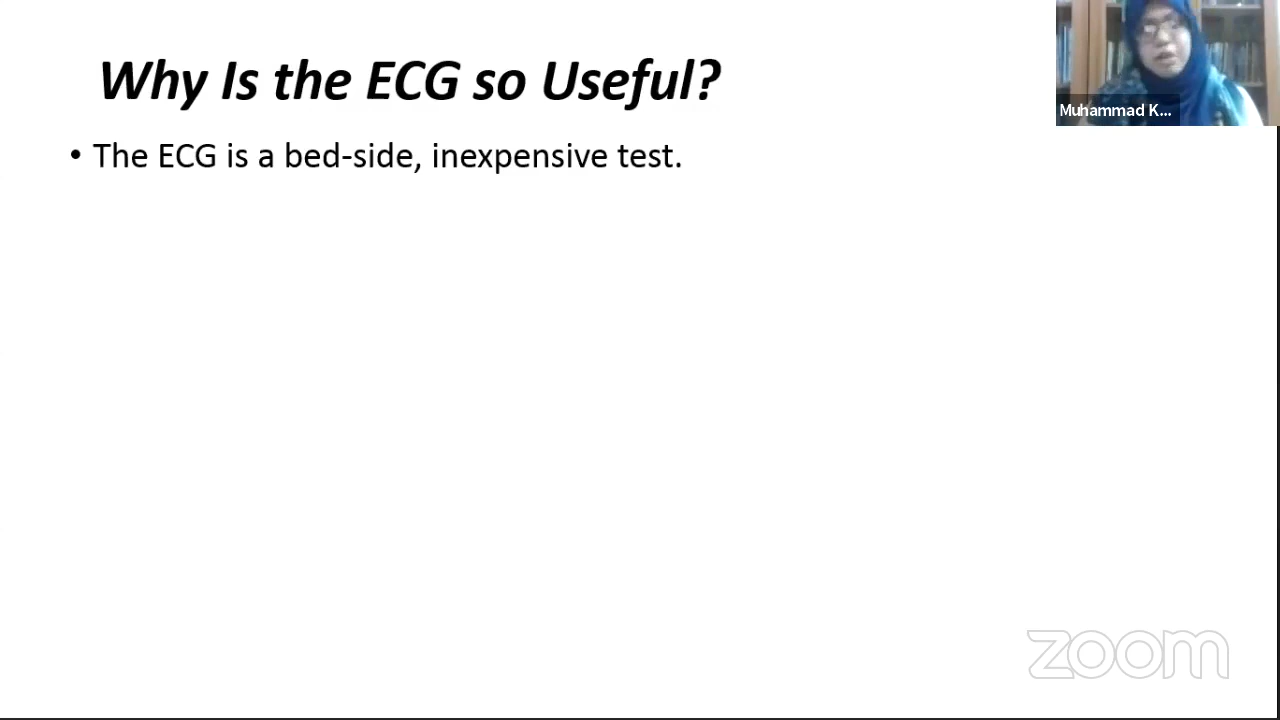 Why Is the ECG so Useful?
• The ECG is a bed-side, inexpensive test.
Muhammad K...
zoom